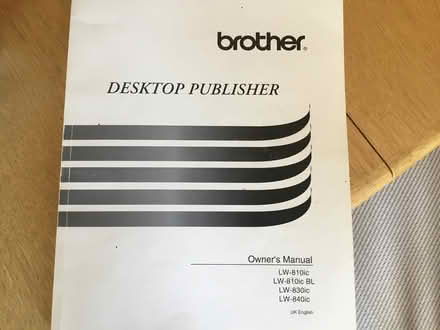 brother®
DESKTOP PUBLISHER
Owner's Manual
LW-810ic
LW-810ic BL
LW-830ic
LW-840ic
UK English